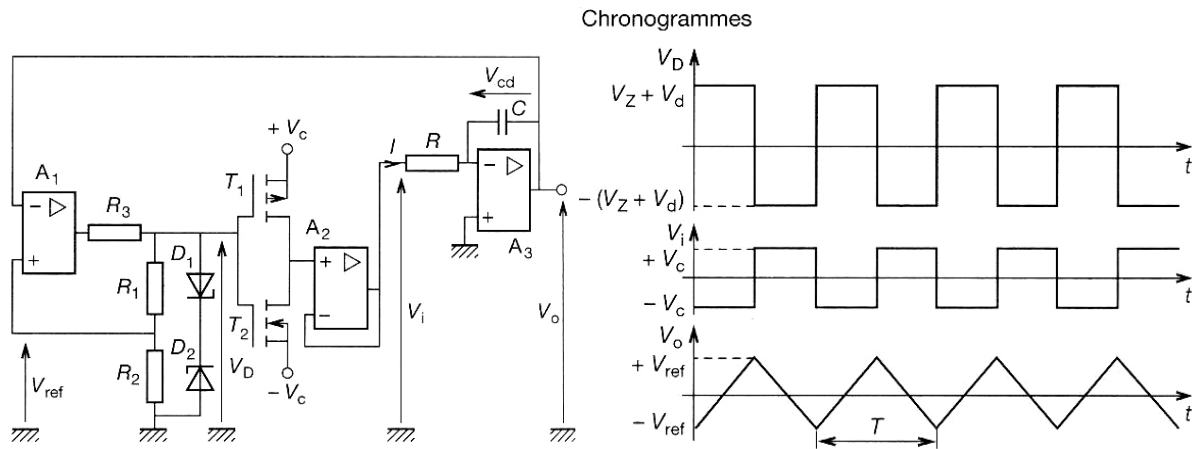 Chronogrammes
V_cd
C
+ V_c
I
R
A_1
T_1
−
▷
+
R_3
A_2
−
▷
+
A_3
D_1
+
▷
−
R_1
T_2
V_i
V_o
V_ref
R_2
D_2
V_D
− V_c
V_D
V_Z + V_d
t
− (V_Z + V_d)
V_i
+ V_c
t
− V_c
V_o
+ V_ref
− V_ref
T
t